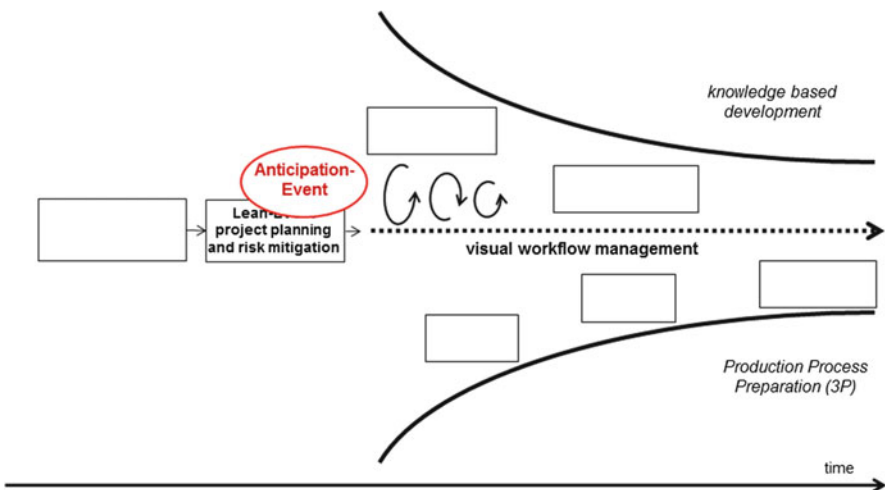 knowledge based
development
Anticipation-
Event
project planning
and risk mitigation
visual workflow management
Production Process
Preparation (3P)
time